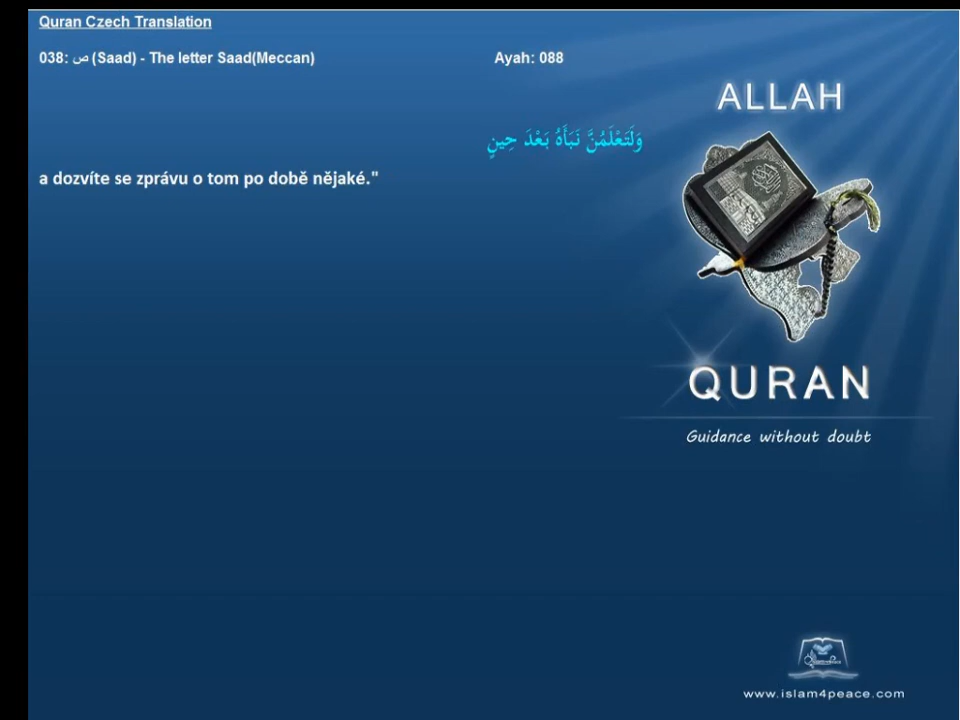 Quran Czech Translation
038: ص (Saad) - The letter Saad(Meccan) Ayah: 088
وَلَتَعْلَمُنَّ نَبَأَهُ بَعْدَ حِينٍ
a dozvíte se zprávu o tom po době nějaké."
ALLAH
QURAN
Guidance without doubt
www.islam4peace.com